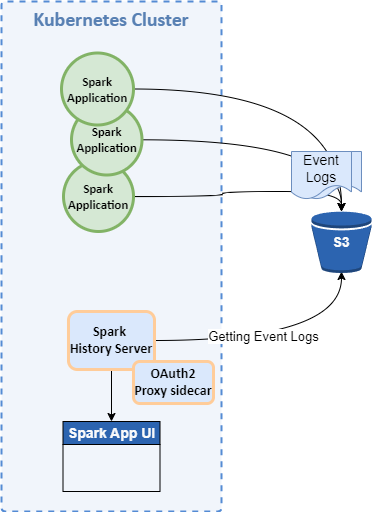 Kubernetes Cluster
Spark
Application
Spark
Application
Spark
Application
Event
Logs
S3
Spark
History Server
Getting Event Logs
OAuth2
Proxy sidecar
Spark App UI